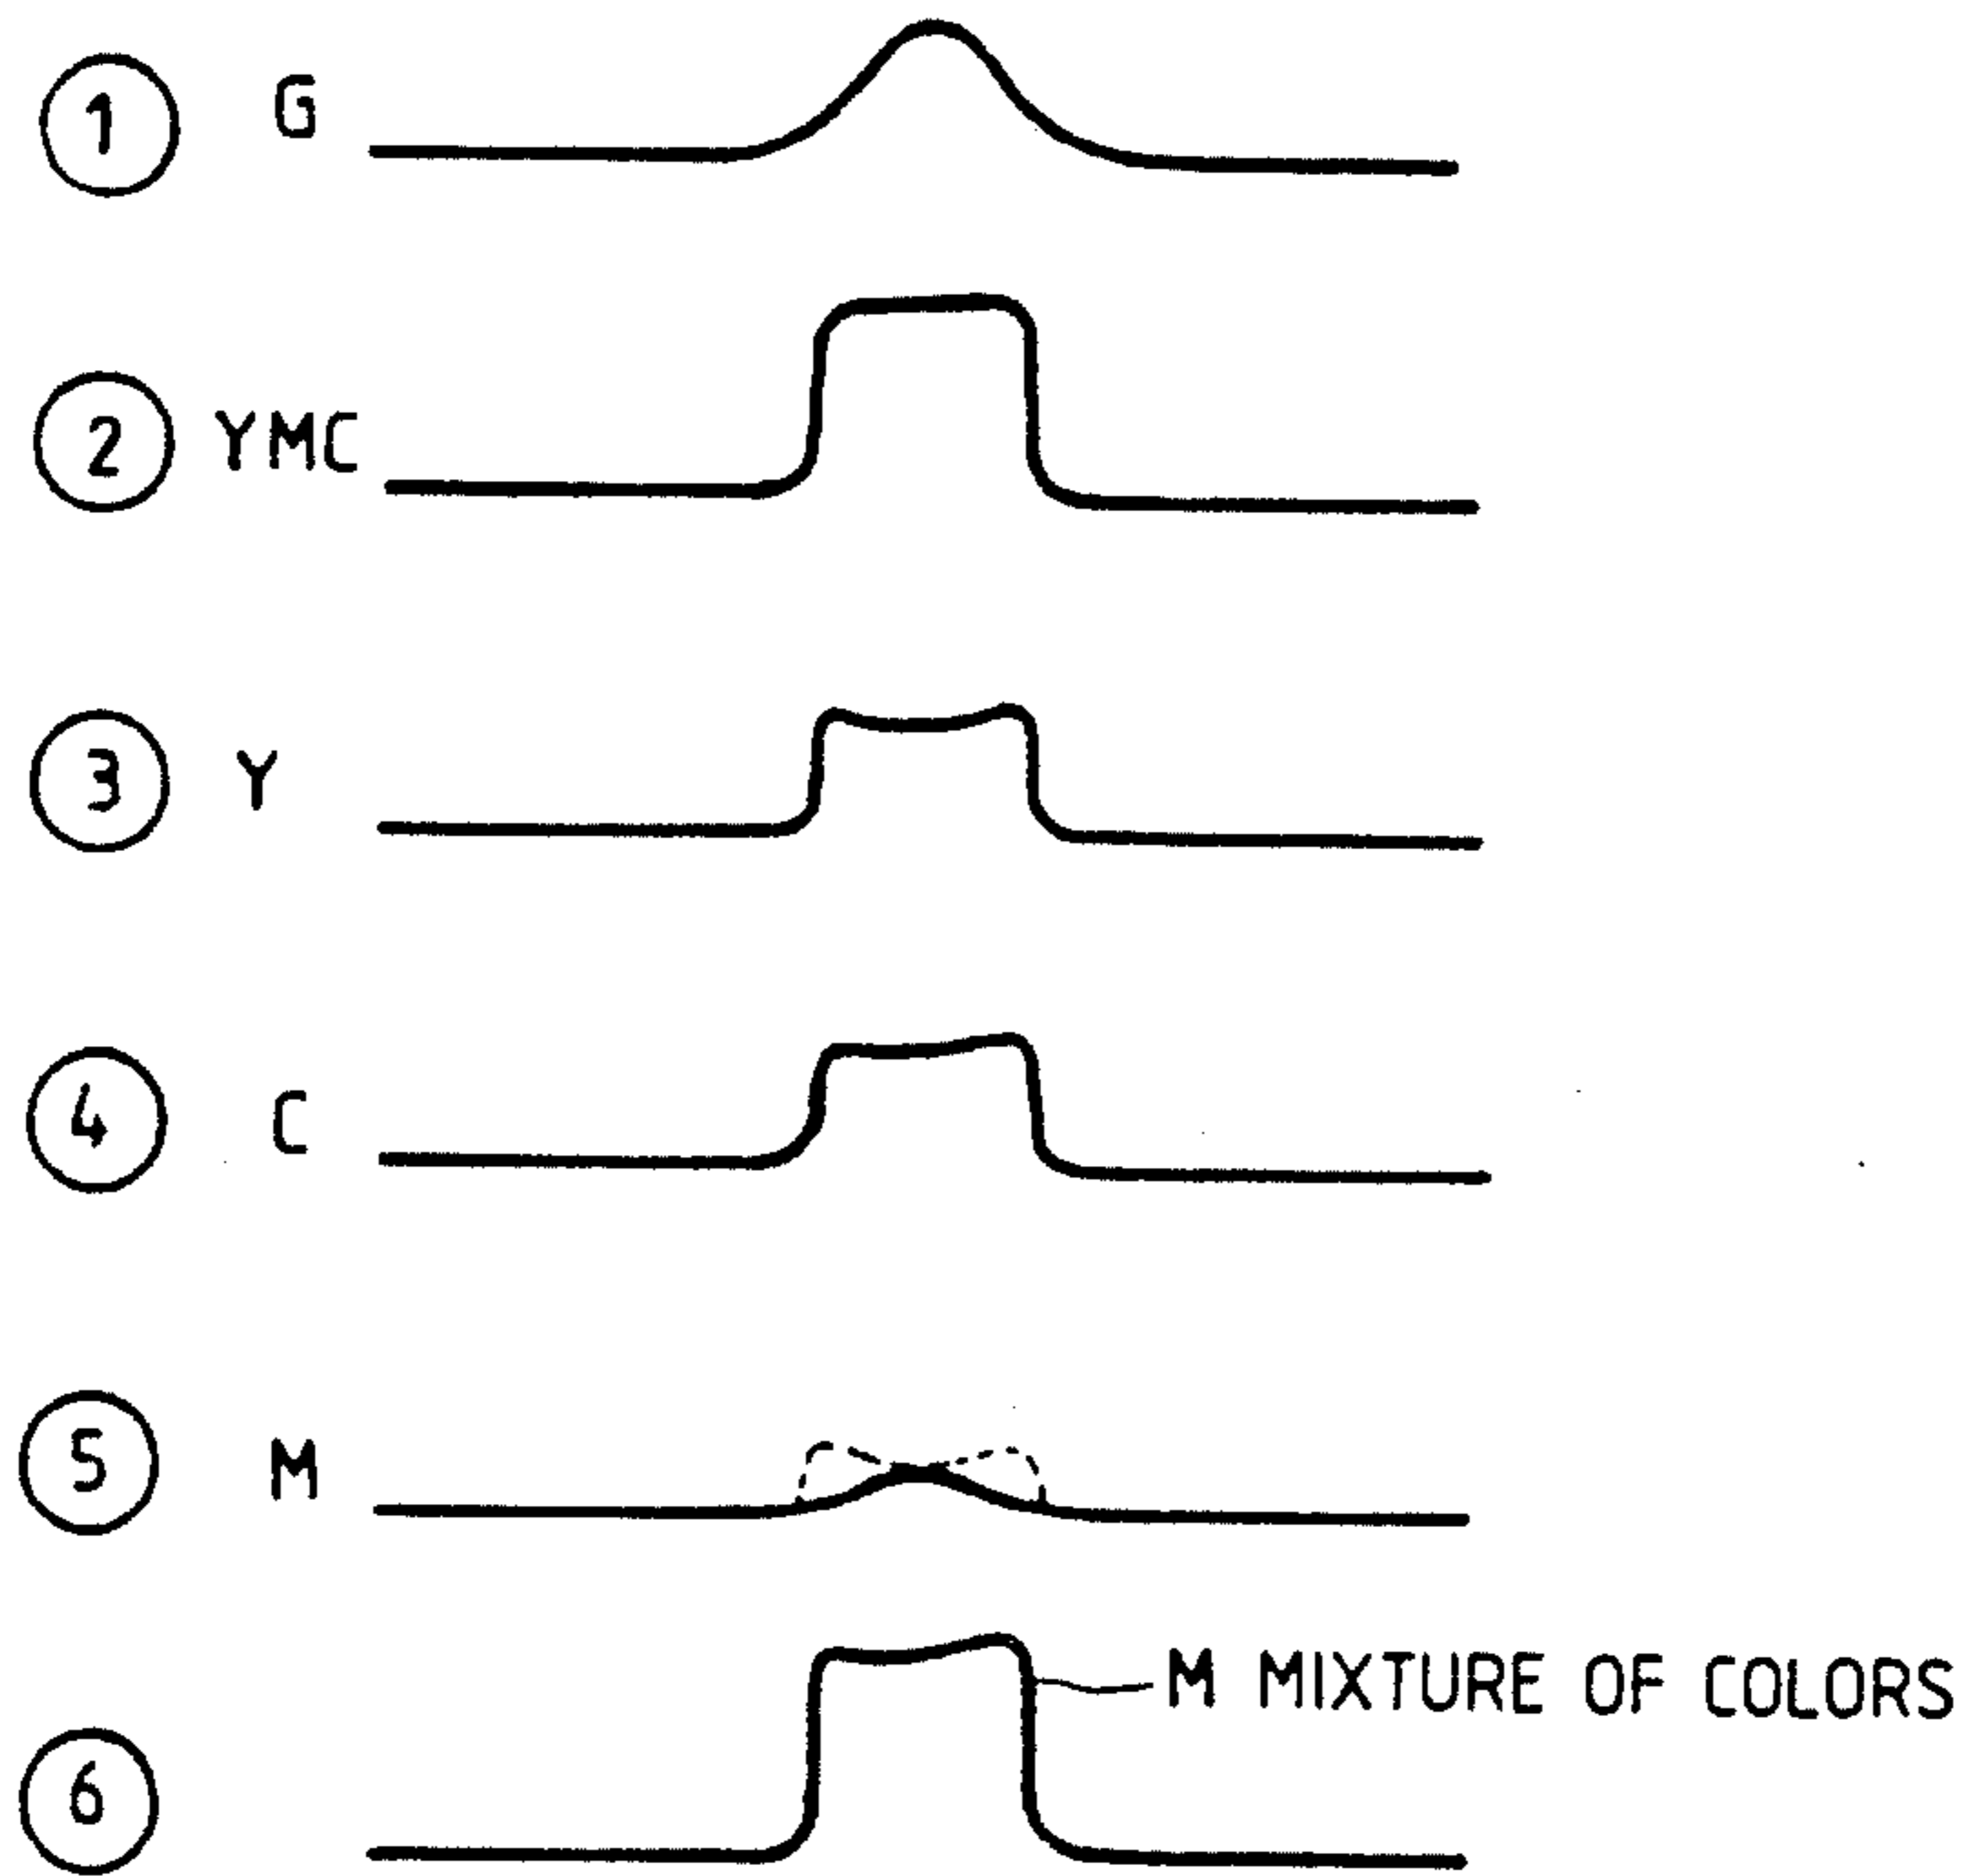 ① G
② YMC
③ Y
④ C
⑤ M
M MIXTURE OF COLORS
⑥